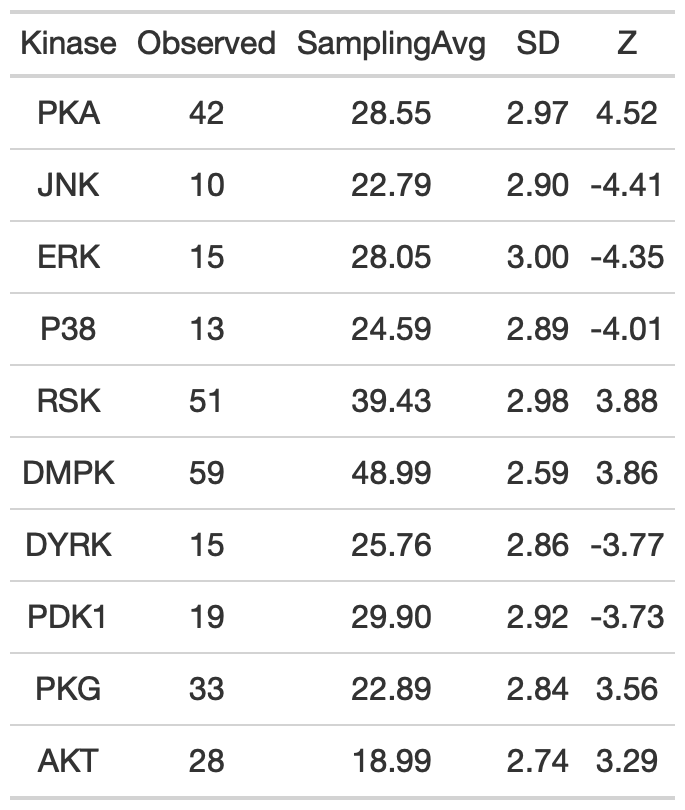 Kinase Observed SamplingAvg SD Z
PKA 42 28.55 2.97 4.52
JNK 10 22.79 2.90 -4.41
ERK 15 28.05 3.00 -4.35
P38 13 24.59 2.89 -4.01
RSK 51 39.43 2.98 3.88
DMPK 59 48.99 2.59 3.86
DYRK 15 25.76 2.86 -3.77
PDK1 19 29.90 2.92 -3.73
PKG 33 22.89 2.84 3.56
AKT 28 18.99 2.74 3.29